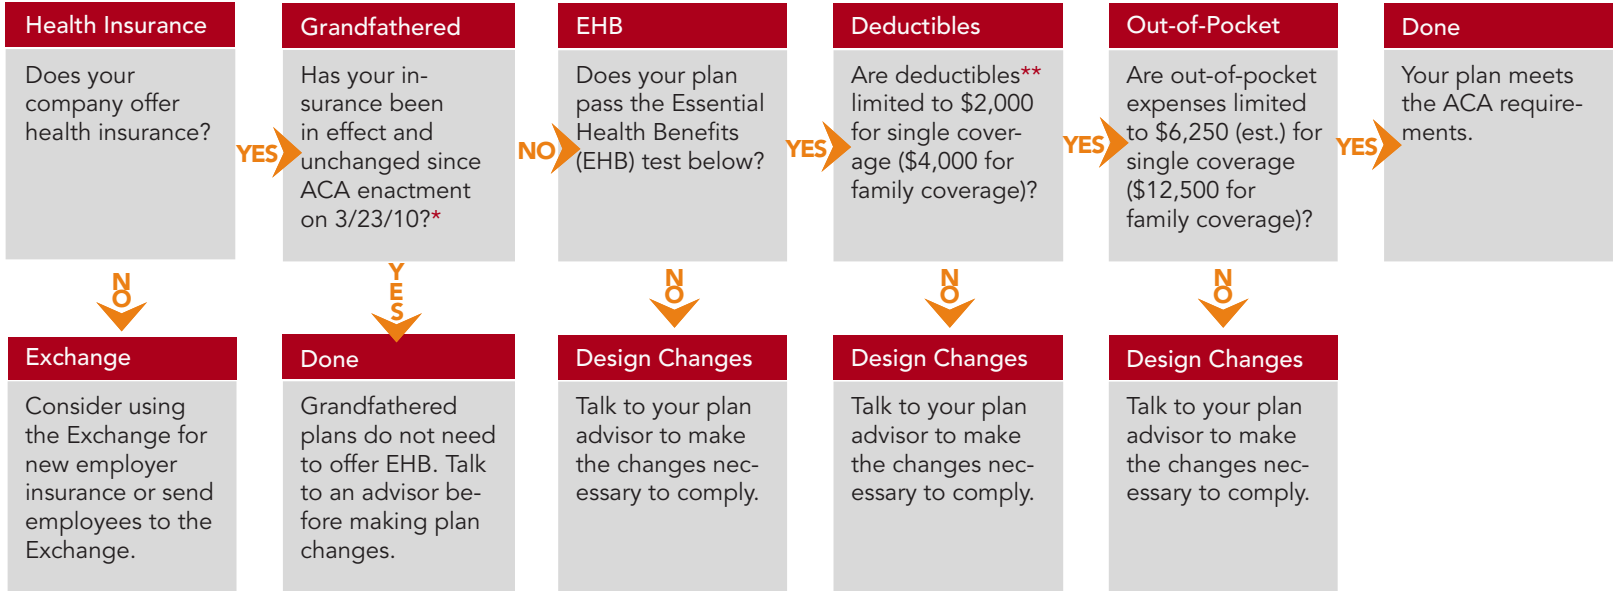 Health Insurance
Does your
company offer
health insurance?
YES
NO
Grandfathered
Has your in-
surance been
in effect and
unchanged since
ACA enactment
on 3/23/10?*
NO
YES
EHB
Does your plan
pass the Essential
Health Benefits
(EHB) test below?
YES
NO
Deductibles
Are deductibles**
limited to $2,000
for single cover-
age ($4,000 for
family coverage)?
YES
NO
Out-of-Pocket
Are out-of-pocket
expenses limited
to $6,250 (est.) for
single coverage
($12,500 for
family coverage)?
YES
NO
Done
Your plan meets
the ACA require-
ments.
Exchange
Consider using
the Exchange for
new employer
insurance or send
employees to the
Exchange.
Done
Grandfathered
plans do not need
to offer EHB. Talk
to an advisor be-
fore making plan
changes.
Design Changes
Talk to your plan
advisor to make
the changes nec-
essary to comply.
Design Changes
Talk to your plan
advisor to make
the changes nec-
essary to comply.
Design Changes
Talk to your plan
advisor to make
the changes nec-
essary to comply.